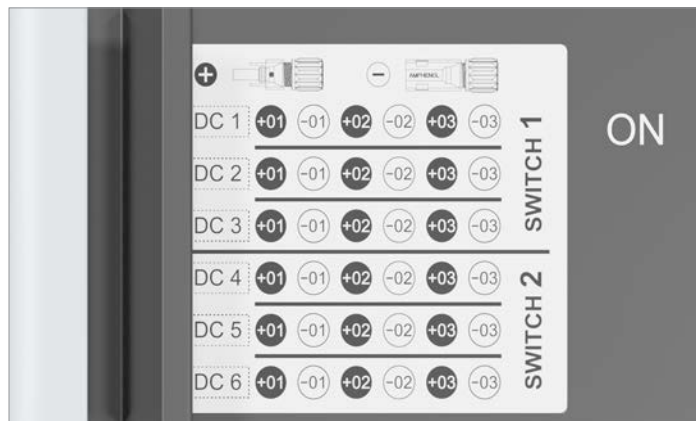 + − AMPHENOL
DC 1 +01 -01 +02 -02 +03 -03
DC 2 +01 -01 +02 -02 +03 -03
DC 3 +01 -01 +02 -02 +03 -03
SWITCH 1
DC 4 +01 -01 +02 -02 +03 -03
DC 5 +01 -01 +02 -02 +03 -03
DC 6 +01 -01 +02 -02 +03 -03
SWITCH 2
ON